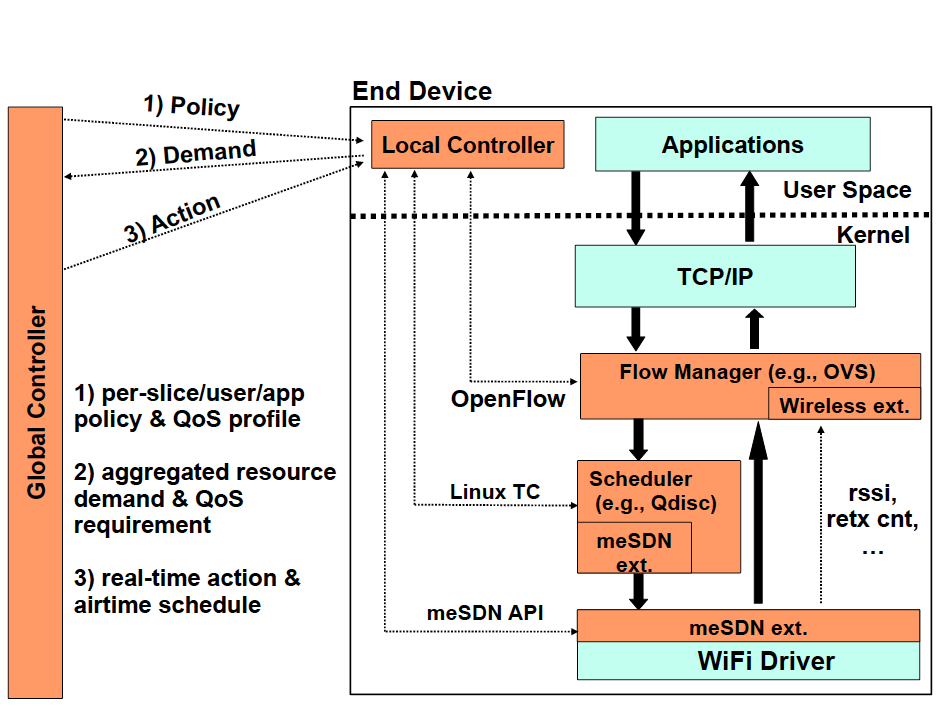 End Device
1) Policy
2) Demand
3) Action
Global Controller
1) per-slice/user/app
policy & QoS profile
2) aggregated resource
demand & QoS
requirement
3) real-time action &
airtime schedule
Local Controller
Applications
User Space
Kernel
TCP/IP
Flow Manager (e.g., OVS)
Wireless ext.
OpenFlow
Scheduler
(e.g., Qdisc)
meSDN
ext.
Linux TC
rssi,
retx cnt,
...
meSDN API
meSDN ext.
WiFi Driver